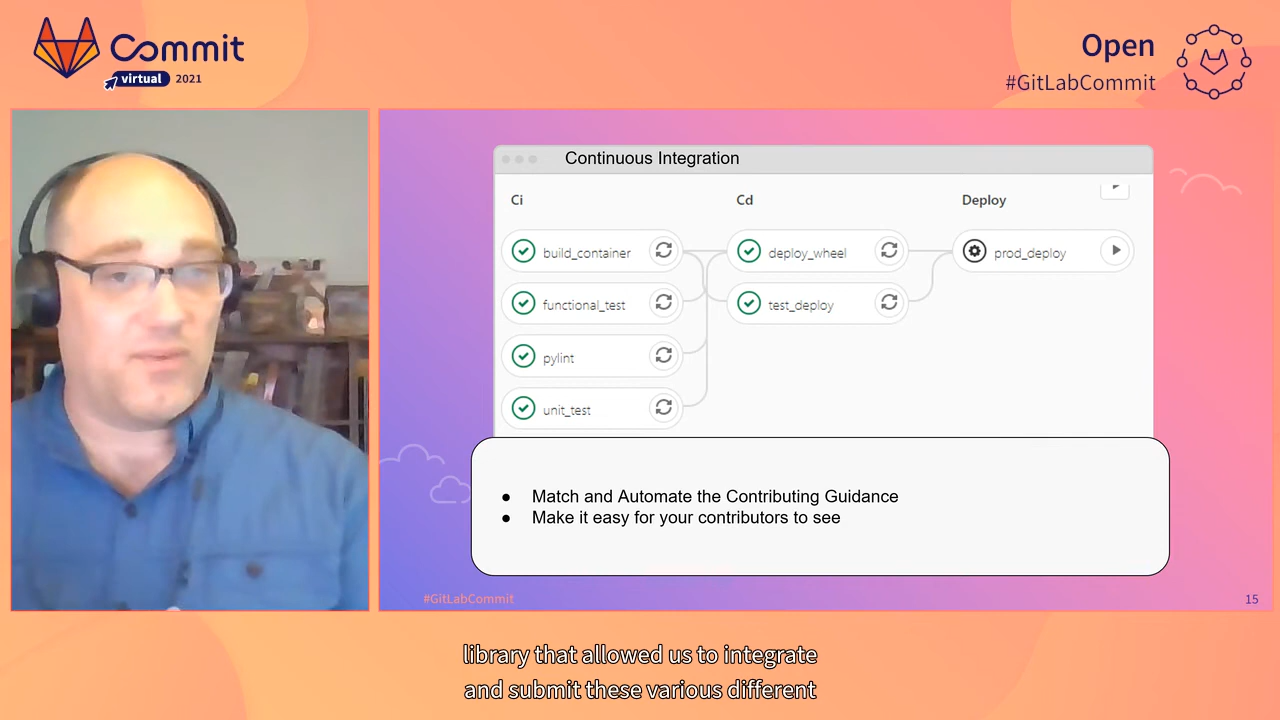 Commit
virtual 2021
Open
#GitLabCommit
Continuous Integration
Ci
Cd
Deploy
build_container
deploy_wheel
prod_deploy
functional_test
test_deploy
pylint
unit_test
● Match and Automate the Contributing Guidance
● Make it easy for your contributors to see
#GitLabCommit
15
library that allowed us to integrate
and submit these various different